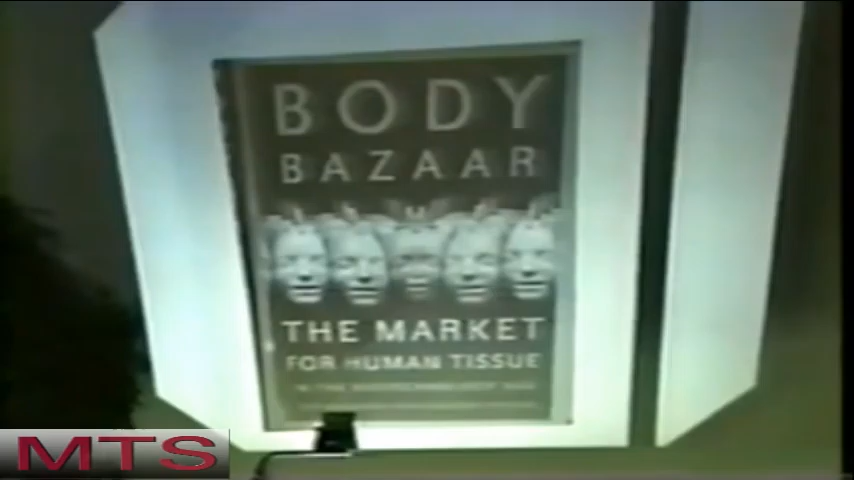 BODY
BAZAAR
THE MARKET
FOR HUMAN TISSUE
MTS